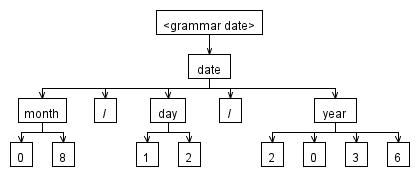 <grammar date>
date
month / day / year
0 8 1 2 2 0 3 6